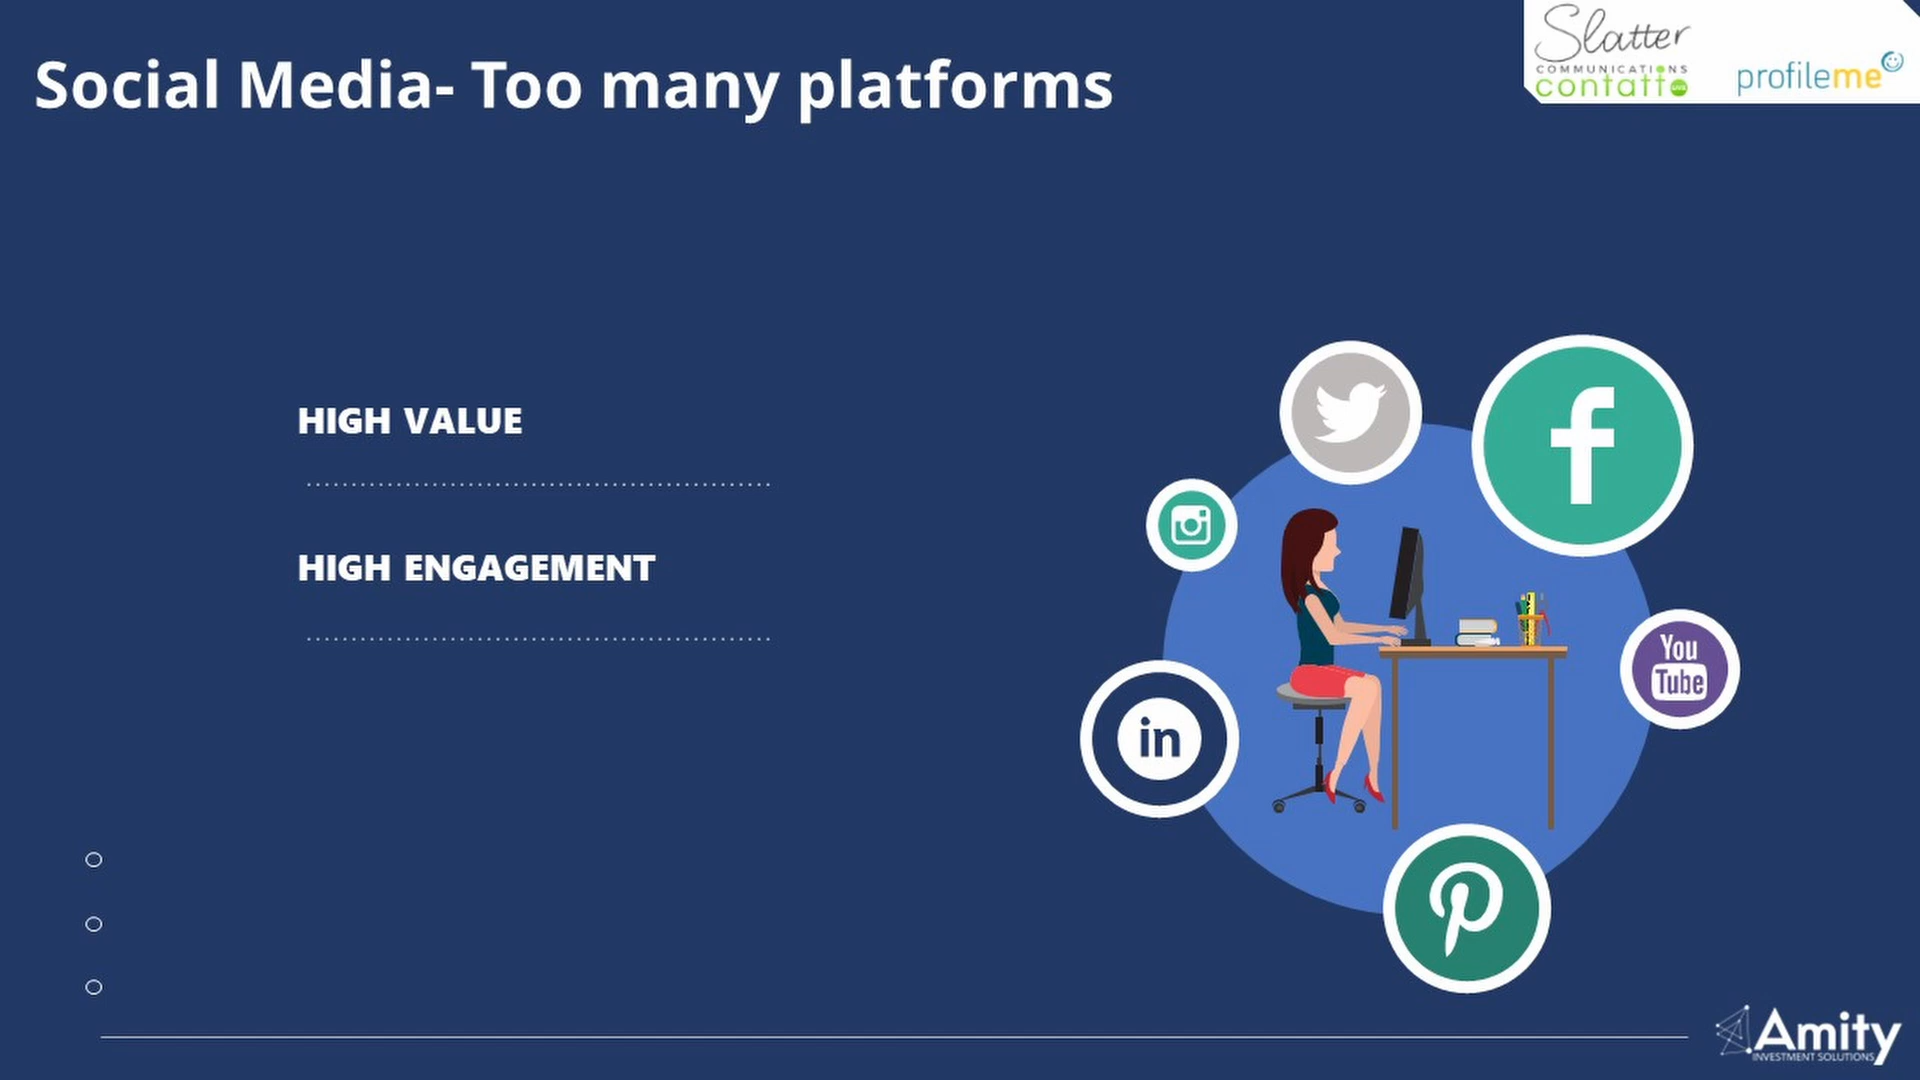 Social Media- Too many platforms
Slatter
COMMUNICATIONS
contatto
profileme
HIGH VALUE
HIGH ENGAGEMENT
f
You
Tube
in
Amity
INVESTMENT SOLUTIONS